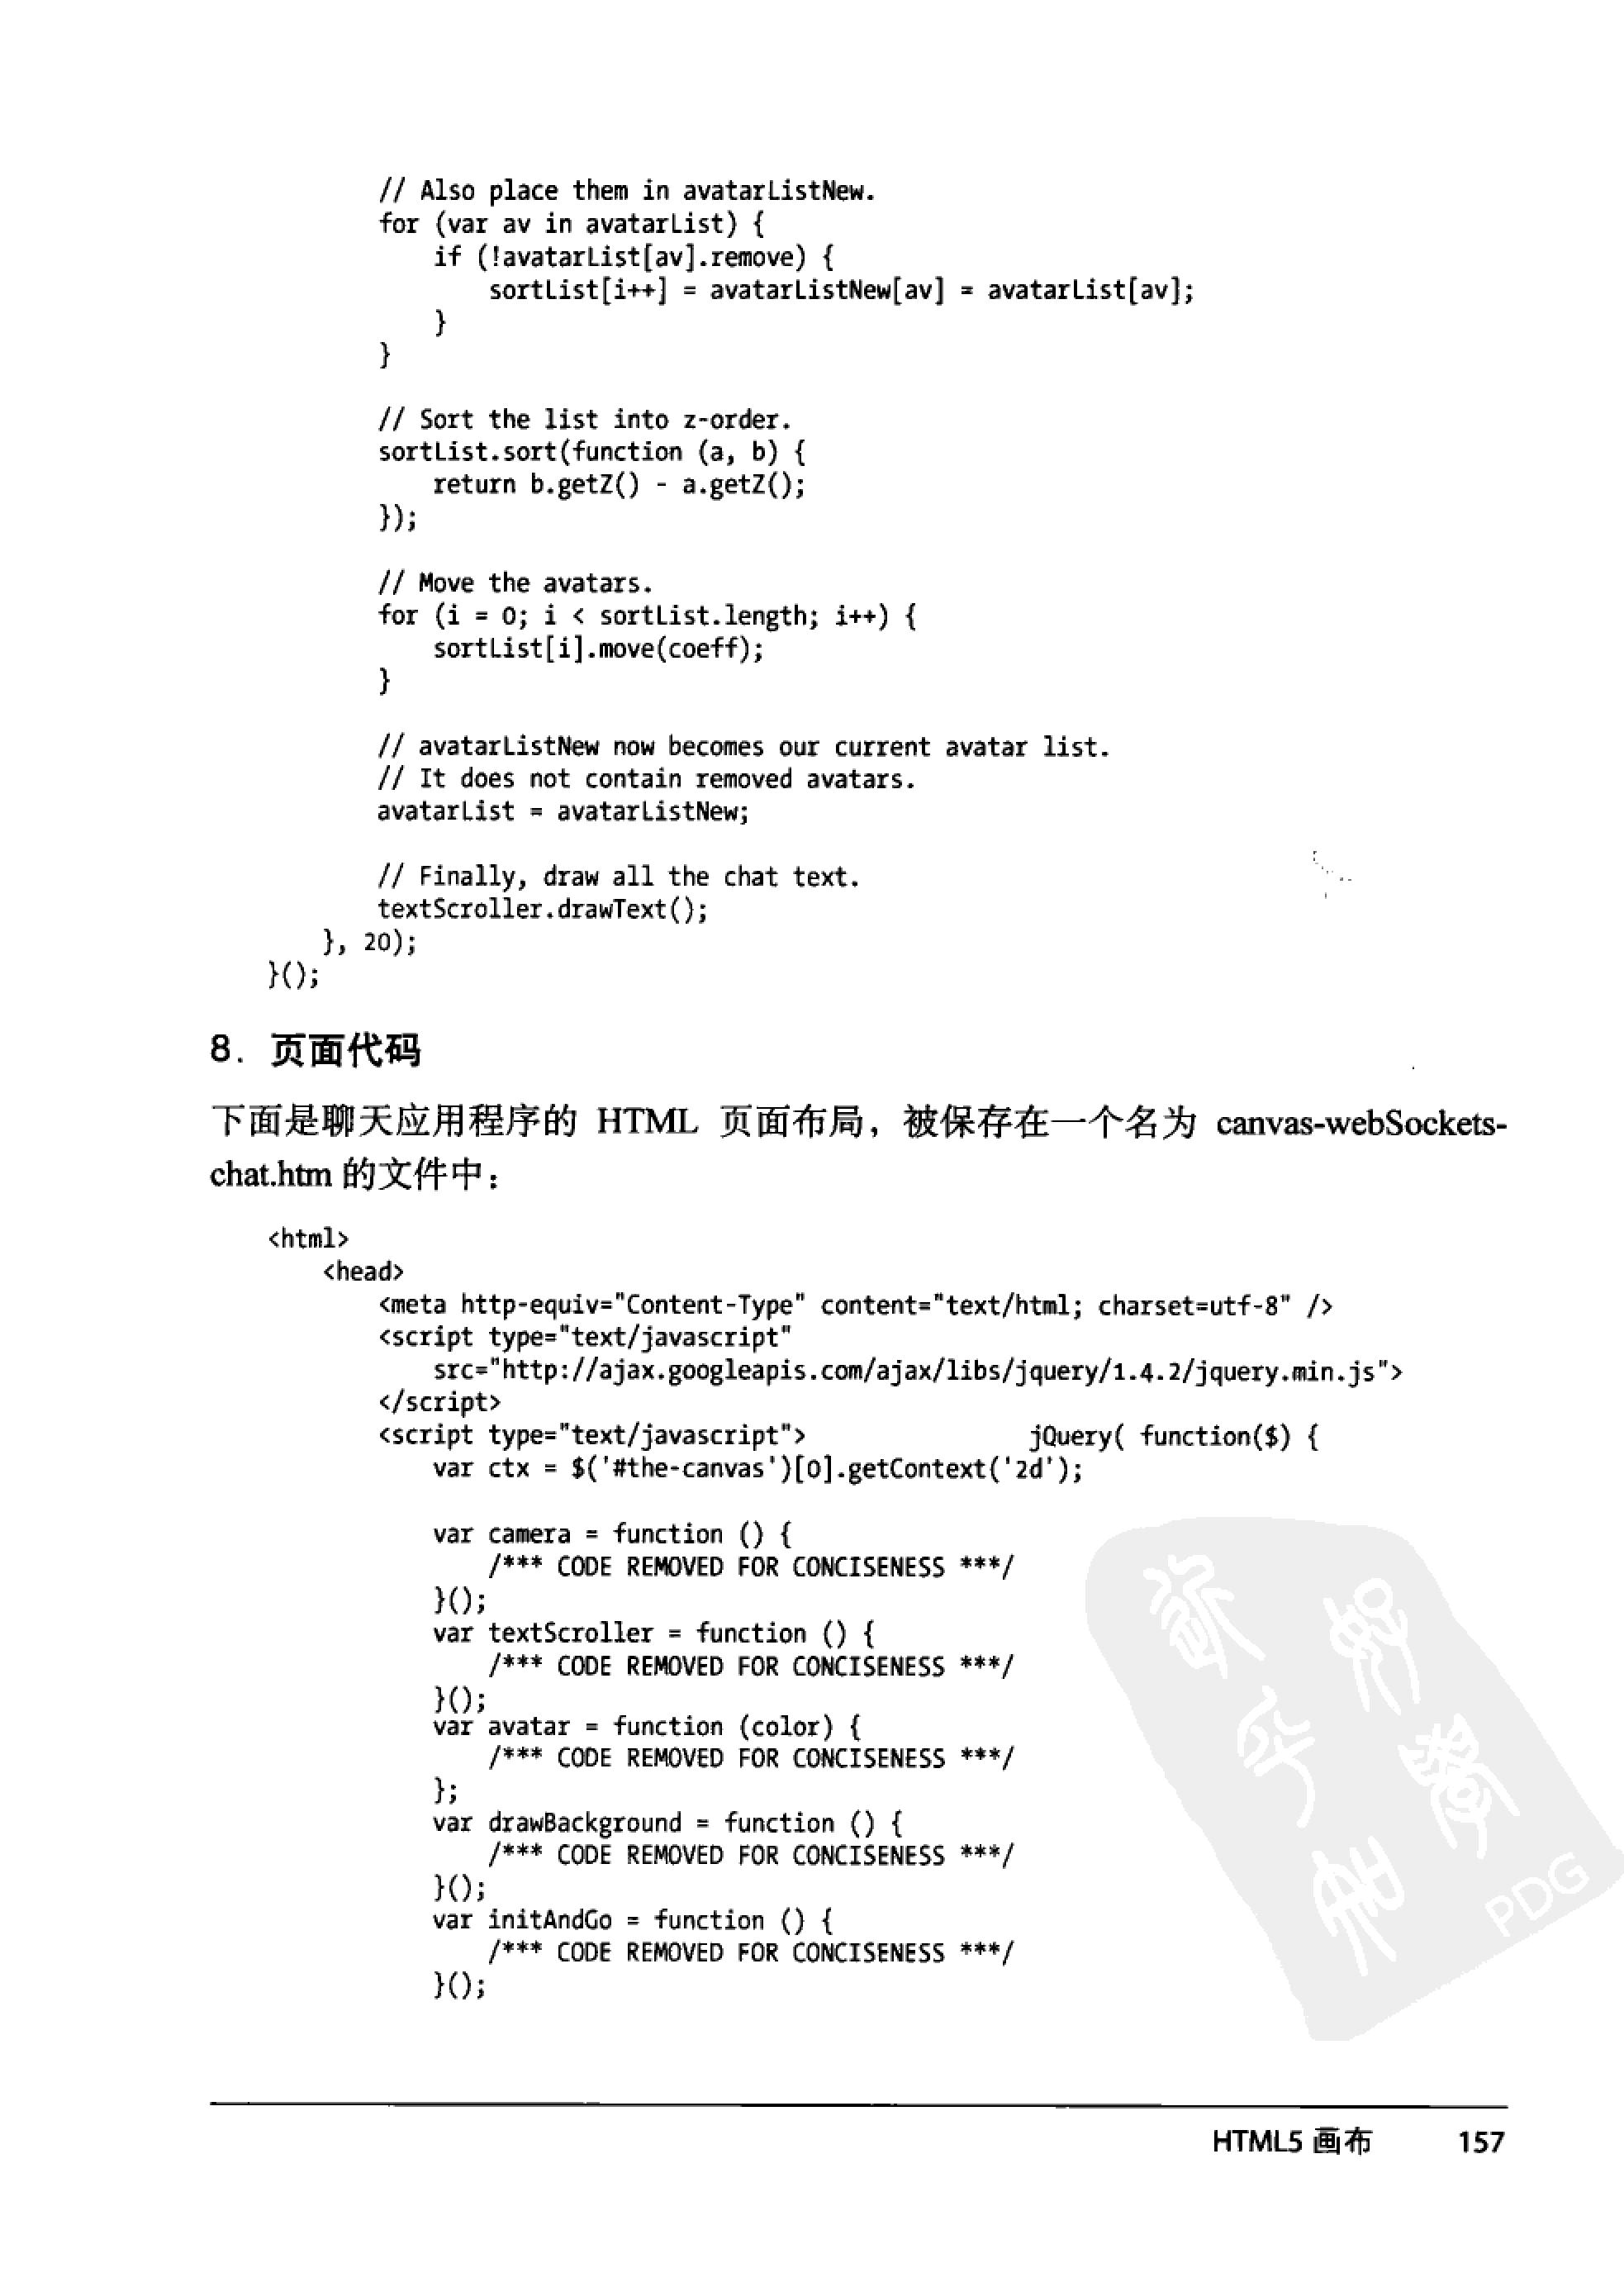 // Also place them in avatarListNew.
for (var av in avatarList) {
    if (!avatarList[av].remove) {
        sortList[i++] = avatarListNew[av] = avatarList[av];
    }
}
// Sort the list into z-order.
sortList.sort(function (a, b) {
    return b.getZ() - a.getZ();
});
// Move the avatars.
for (i = 0; i < sortList.length; i++) {
    sortList[i].move(coeff);
}
// avatarListNew now becomes our current avatar list.
// It does not contain removed avatars.
avatarList = avatarListNew;
// Finally, draw all the chat text.
textScroller.drawText();
}, 20);
}();
8. 页面代码
下面是聊天应用程序的 HTML 页面布局，被保存在一个名为 canvas-webSockets-
chat.htm 的文件中：
<html>
<head>
<meta http-equiv="Content-Type" content="text/html; charset=utf-8" />
<script type="text/javascript"
src="http://ajax.googleapis.com/ajax/libs/jquery/1.4.2/jquery.min.js">
</script>
<script type="text/javascript"> jQuery( function($) {
var ctx = $('#the-canvas')[0].getContext('2d');
var camera = function () {
/*** CODE REMOVED FOR CONCISENESS ***/
}();
var textScroller = function () {
/*** CODE REMOVED FOR CONCISENESS ***/
}();
var avatar = function (color) {
/*** CODE REMOVED FOR CONCISENESS ***/
};
var drawBackground = function () {
/*** CODE REMOVED FOR CONCISENESS ***/
}();
var initAndGo = function () {
/*** CODE REMOVED FOR CONCISENESS ***/
}();
PDG
HTML5 画布 157